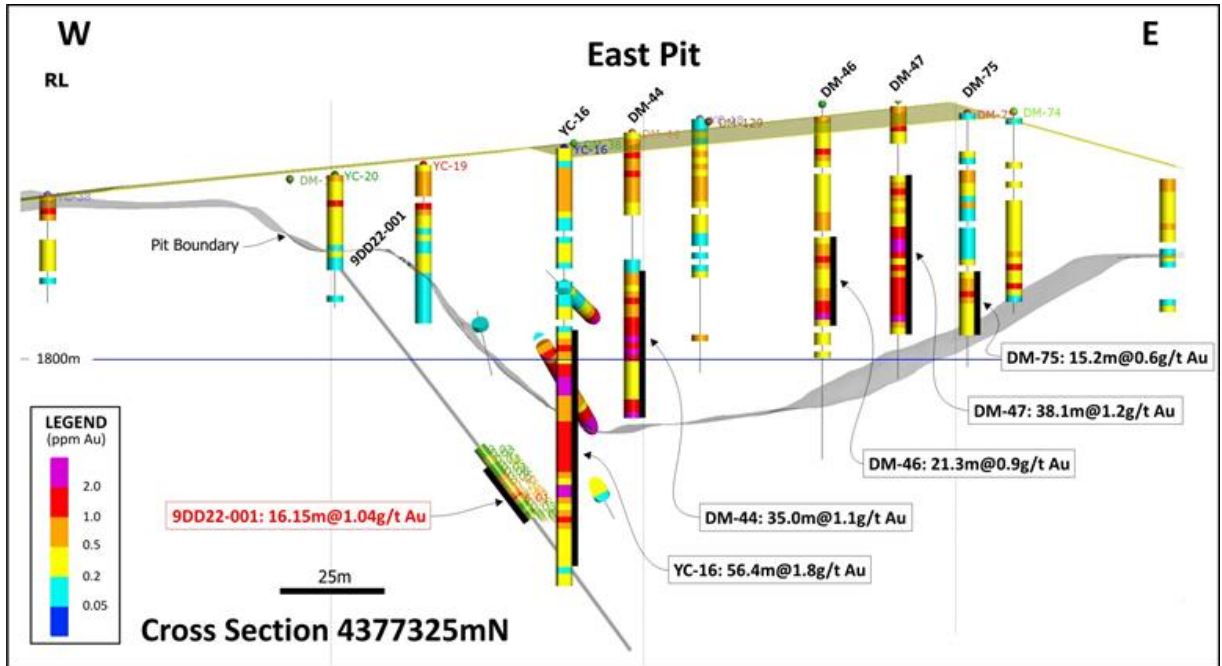 W
E
East Pit
RL
YC-16
DM-44
DM-46
DM-47
DM-75
DM-129
DM-74
YC-16
YC-19
YC-20
9DD22-001
Pit Boundary
1800m
DM-75: 15.2m@0.6g/t Au
DM-47: 38.1m@1.2g/t Au
DM-46: 21.3m@0.9g/t Au
DM-44: 35.0m@1.1g/t Au
YC-16: 56.4m@1.8g/t Au
9DD22-001: 16.15m@1.04g/t Au
LEGEND
(ppm Au)
2.0
1.0
0.5
0.2
0.05
25m
Cross Section 4377325mN